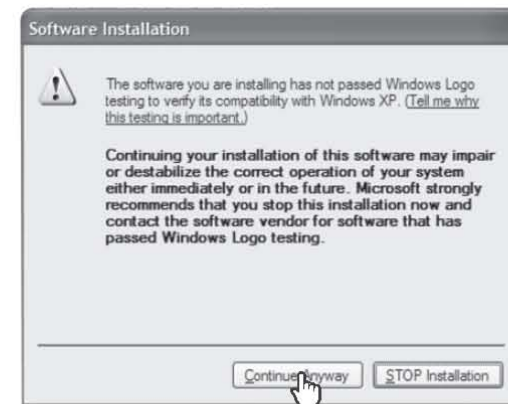 Software Installation
The software you are installing has not passed Windows Logo
testing to verify its compatibility with Windows XP. (Tell me why
this testing is important.)
Continuing your installation of this software may impair
or destabilize the correct operation of your system
either immediately or in the future. Microsoft strongly
recommends that you stop this installation now and
contact the software vendor for software that has
passed Windows Logo testing.
Continue Anyway STOP Installation